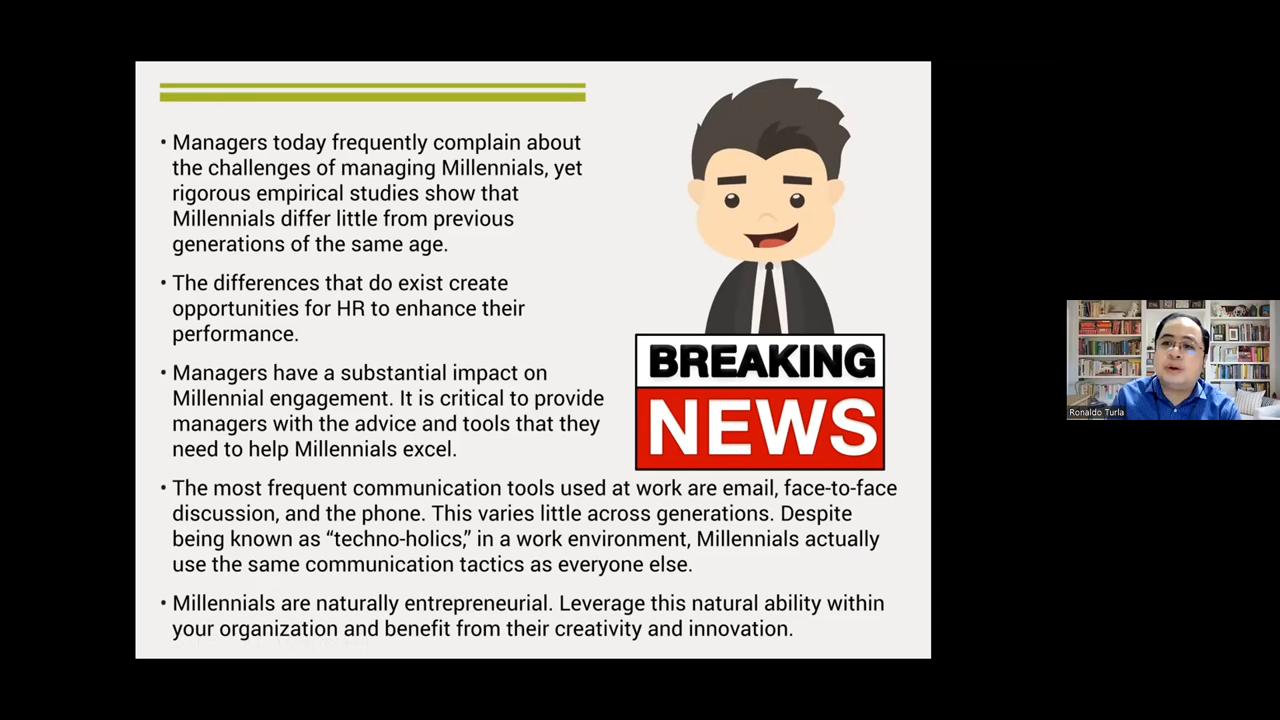 • Managers today frequently complain about
the challenges of managing Millennials, yet
rigorous empirical studies show that
Millennials differ little from previous
generations of the same age.
• The differences that do exist create
opportunities for HR to enhance their
performance.
• Managers have a substantial impact on
Millennial engagement. It is critical to provide
managers with the advice and tools that they
need to help Millennials excel.
BREAKING
NEWS
• The most frequent communication tools used at work are email, face-to-face
discussion, and the phone. This varies little across generations. Despite
being known as “techno-holics,” in a work environment, Millennials actually
use the same communication tactics as everyone else.
• Millennials are naturally entrepreneurial. Leverage this natural ability within
your organization and benefit from their creativity and innovation.
Ronaldo Turla